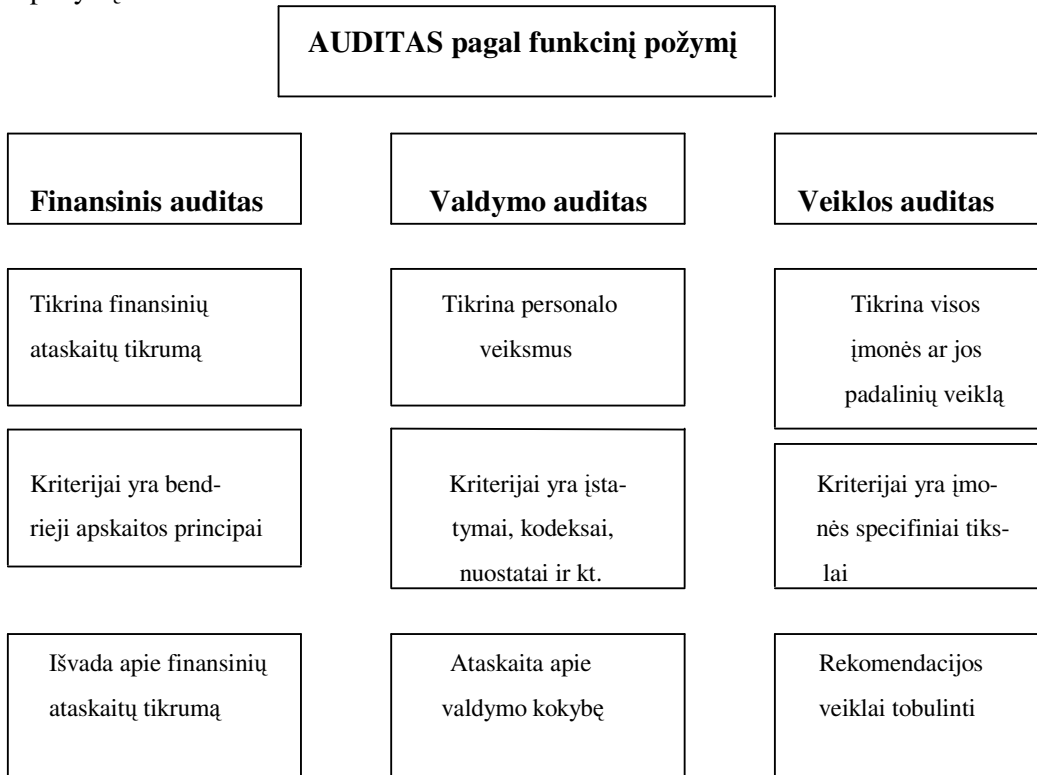 AUDITAS pagal funkcinį požymį
Finansinis auditas
Valdymo auditas
Veiklos auditas
Tikrina finansinių
ataskaitų tikrumą
Tikrina personalo
veiksmus
Tikrina visos
įmonės ar jos
padalinių veiklą
Kriterijai yra bend-
rieji apskaitos principai
Kriterijai yra įsta-
tymai, kodeksai,
nuostatai ir kt.
Kriterijai yra įmo-
nės specifiniai tiks-
lai
Išvada apie finansinių
ataskaitų tikrumą
Ataskaita apie
valdymo kokybę
Rekomendacijos
veiklai tobulinti